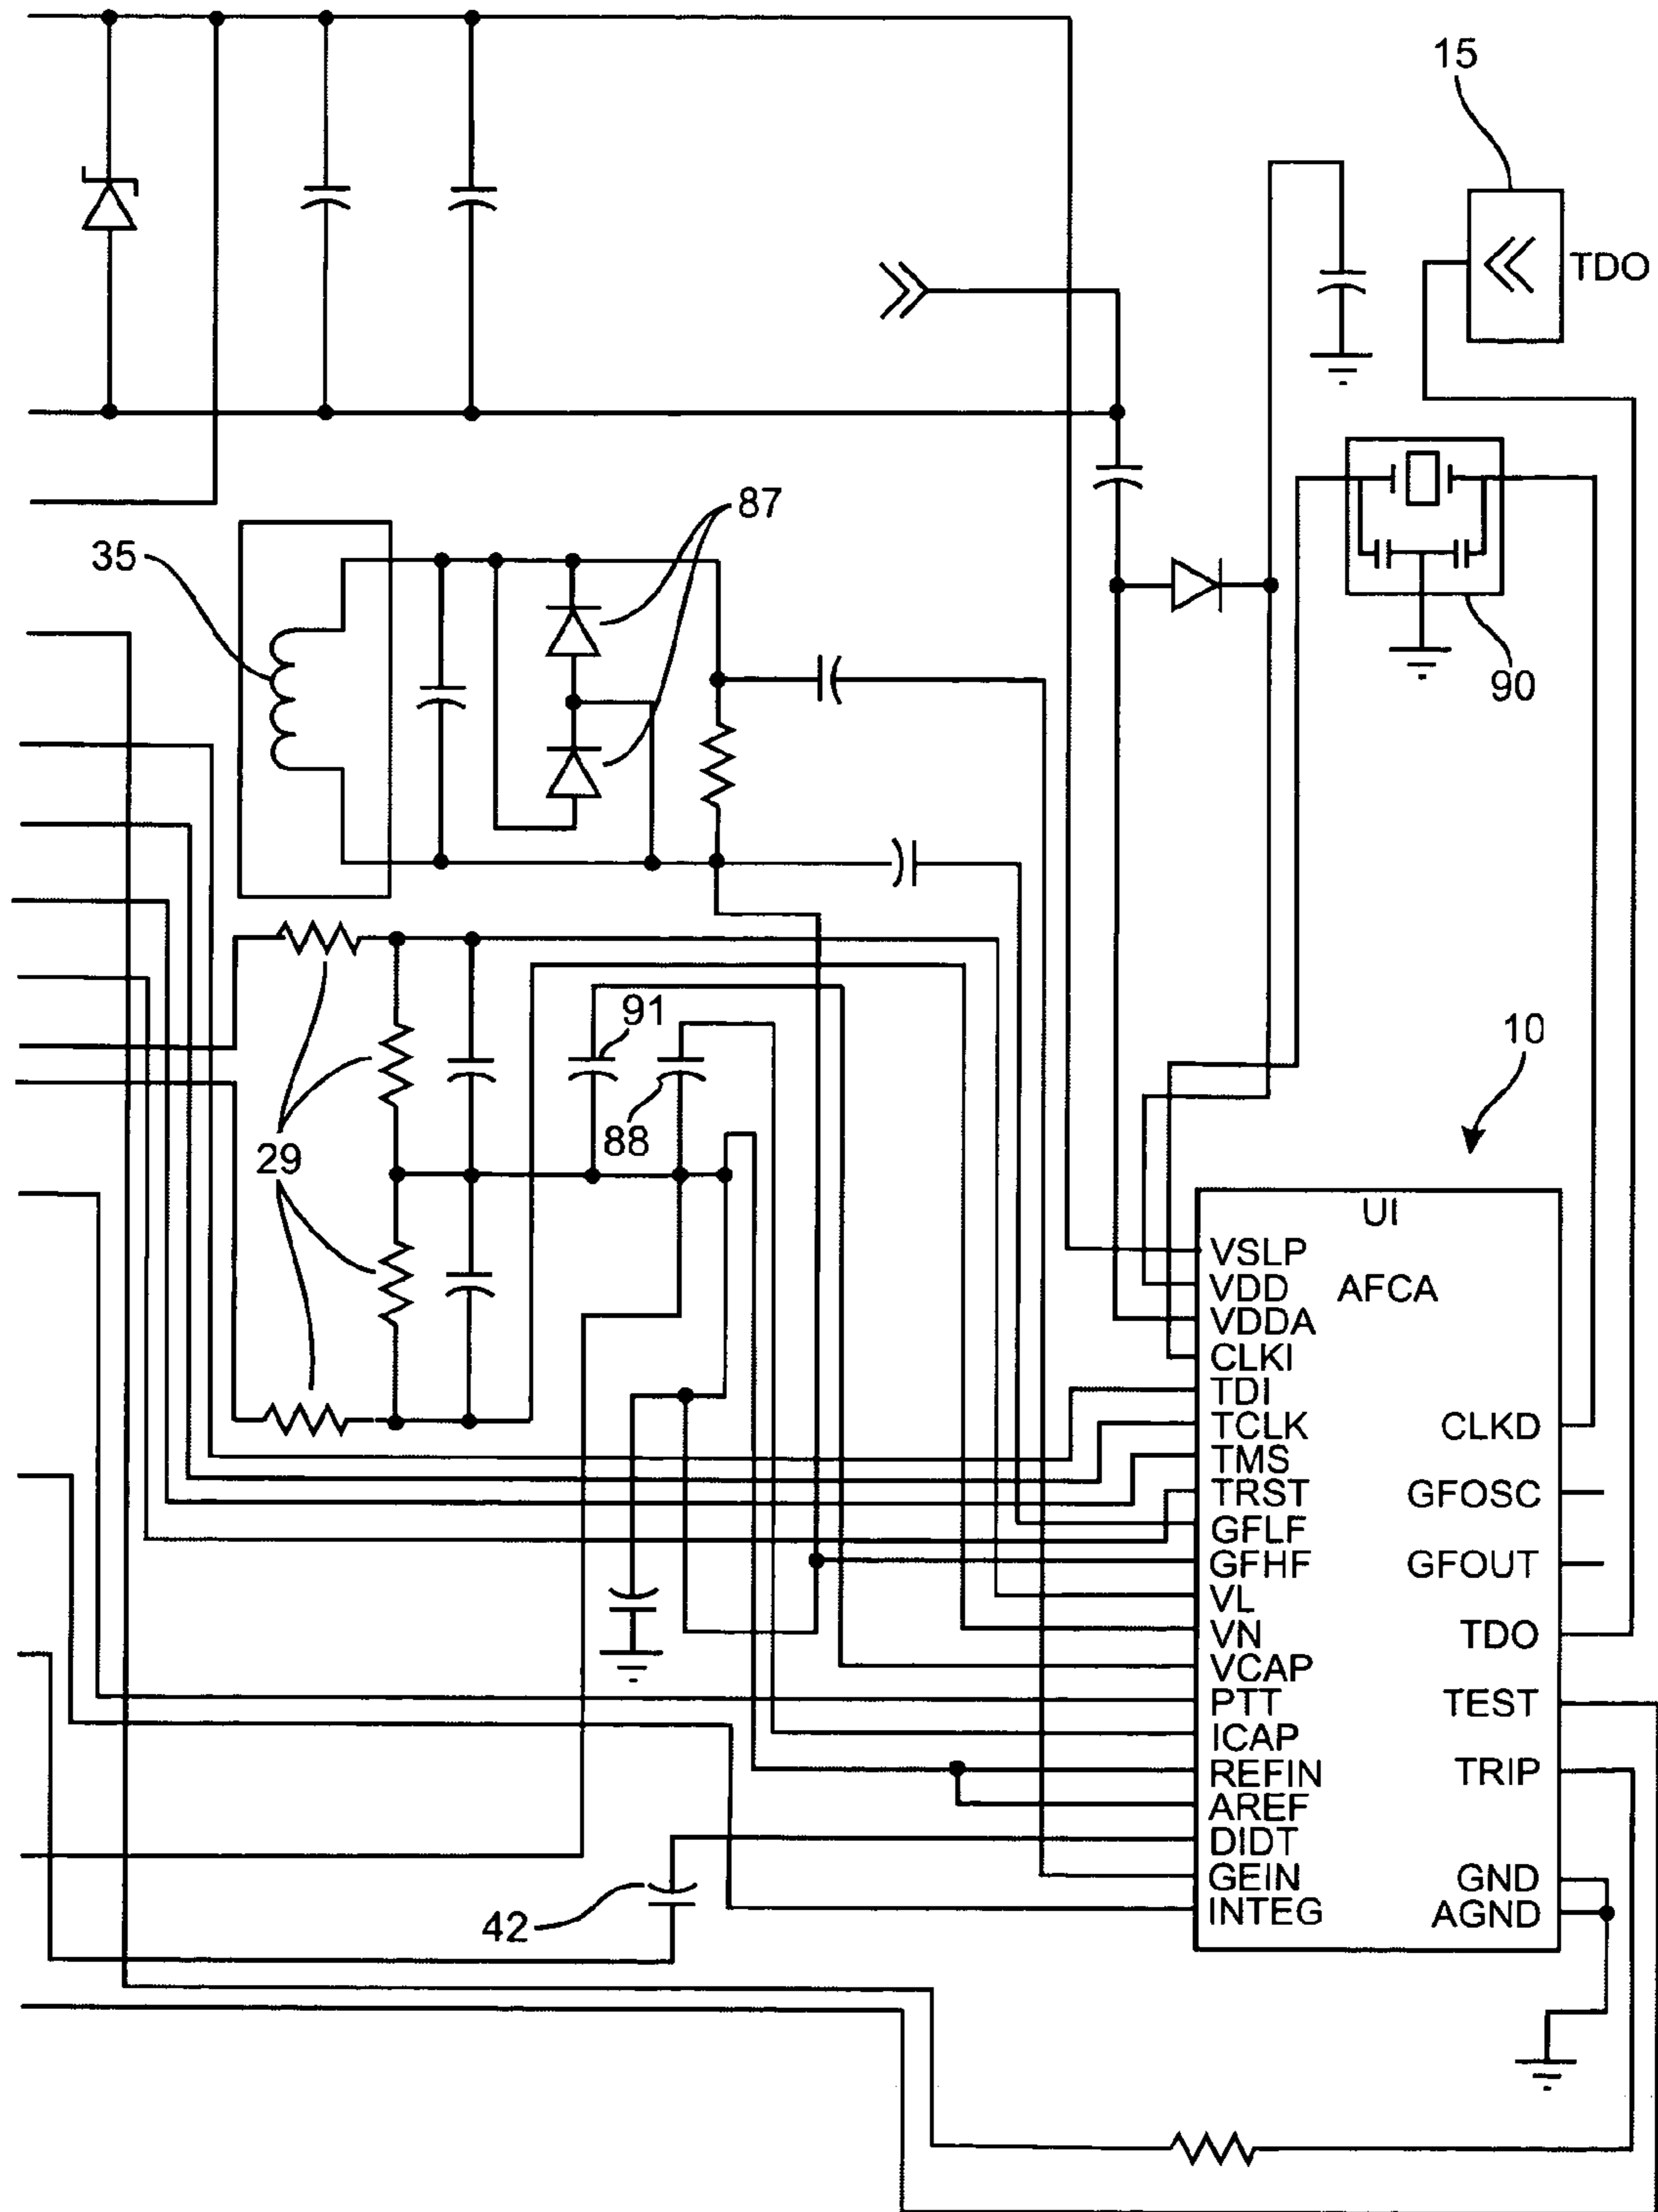 15
TDO
87
35
90
91
10
88
29
UI
AFCA
VSLP
VDD
VDDA
CLKI
TDI
TCLK
TMS
TRST
GFLF
GFHF
VL
VN
VCAP
PTT
ICAP
REFIN
AREF
DIDT
GEIN
INTEG
CLKD
GFOSC
GFOUT
TDO
TEST
TRIP
GND
AGND
42